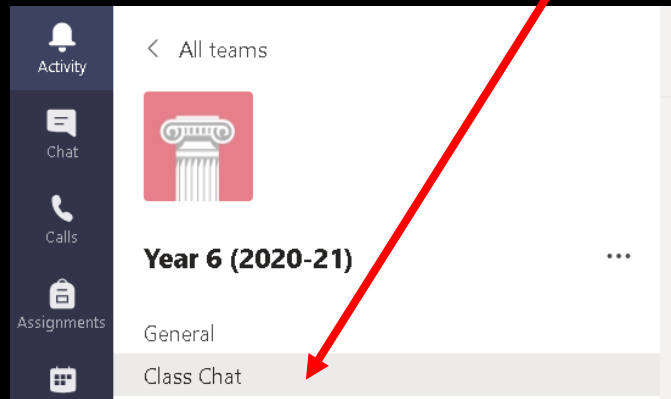 Activity
Chat
Calls
Assignments
< All teams
Year 6 (2020-21)
...
General
Class Chat